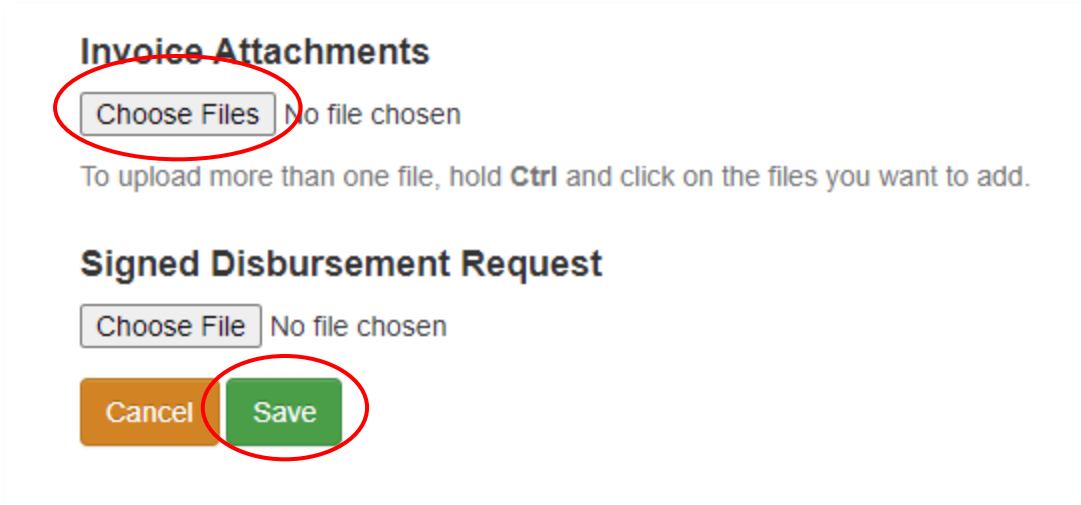 Invoice Attachments
Choose Files No file chosen
To upload more than one file, hold Ctrl and click on the files you want to add.
Signed Disbursement Request
Choose File No file chosen
Cancel Save